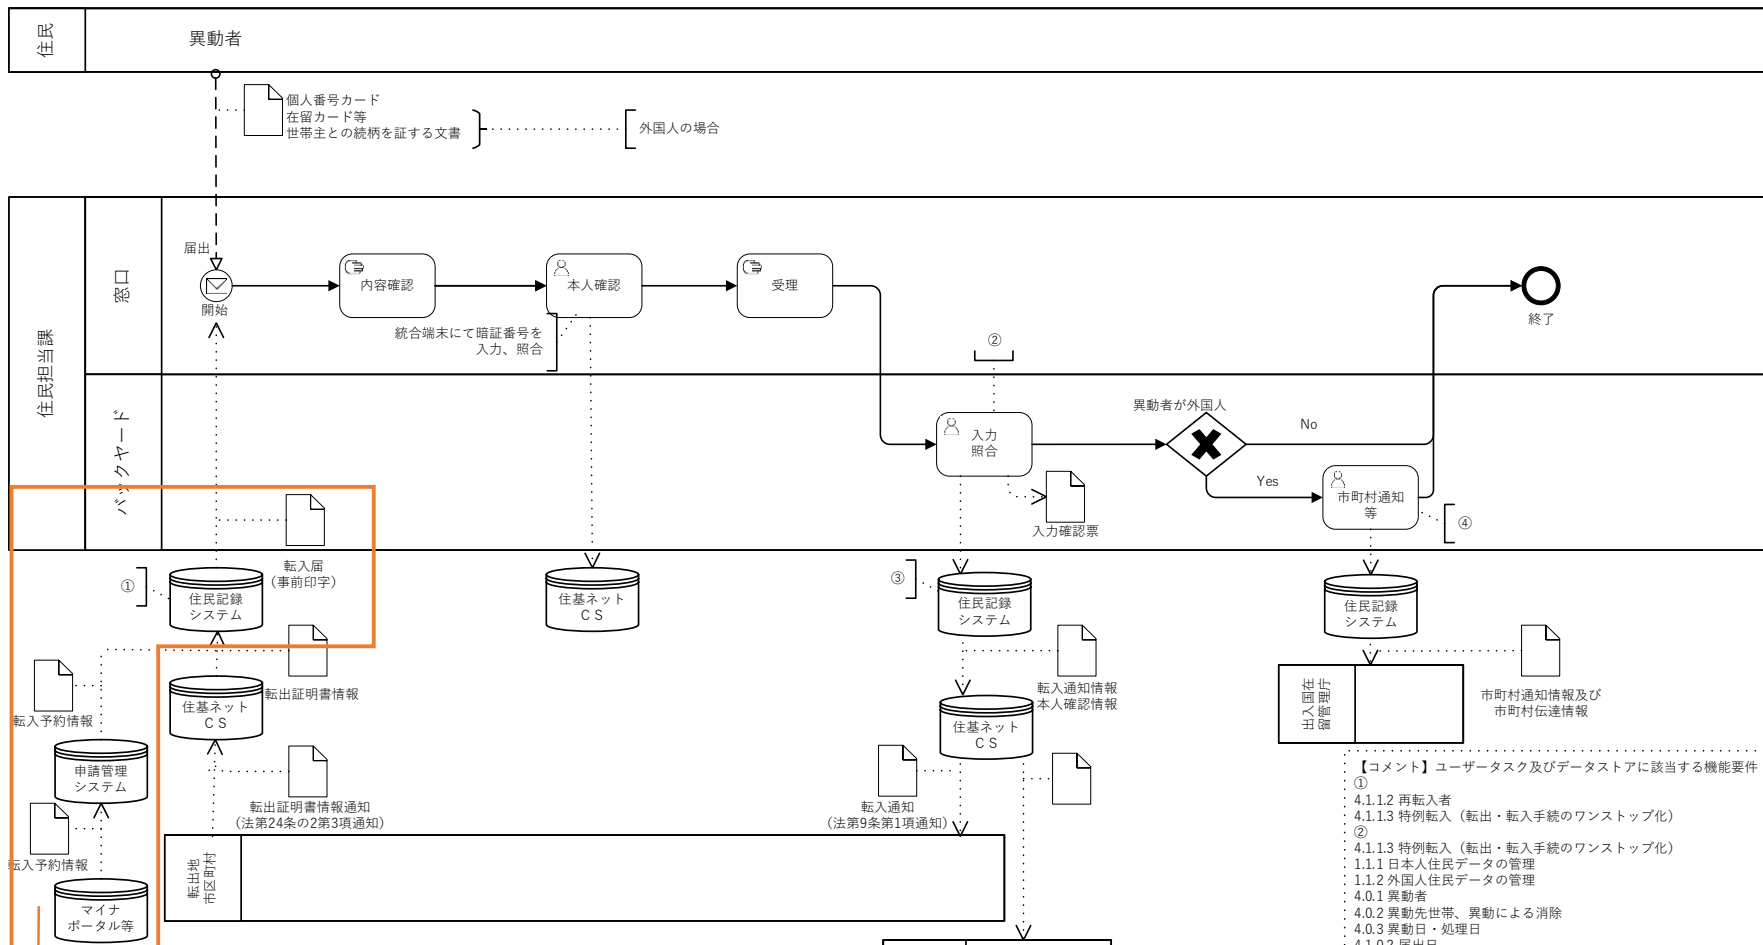 住民
異動者
個人番号カード
在留カード等
世帯主との続柄を証する文書
外国人の場合
住民担当課
窓口
届出
開始
内容確認
本人確認
受理
統合端末にて暗証番号を
入力、照合
②
終了
バックヤード
入力
照合
異動者が外国人
No
Yes
市町村通知
等
④
入力確認票
転入届
（事前印字）
①
住民記録
システム
住基ネット
ＣＳ
③
住民記録
システム
住民記録
システム
転入予約情報
転出証明書情報
住基ネット
ＣＳ
転入通知情報
本人確認情報
住基ネット
ＣＳ
出入国在
留管理庁
市町村通知情報及び
市町村伝達情報
申請管理
システム
転出証明書情報通知
（法第24条の2第3項通知）
転入通知
（法第9条第1項通知）
転入予約情報
マイナ
ポータル等
転出地
市区町村
【コメント】ユーザータスク及びデータストアに該当する機能要件
①
4.1.1.2 再転入者
4.1.1.3 特例転入（転出・転入手続のワンストップ化）
②
4.1.1.3 特例転入（転出・転入手続のワンストップ化）
1.1.1 日本人住民データの管理
1.1.2 外国人住民データの管理
4.0.1 異動者
4.0.2 異動先世帯、異動による消除
4.0.3 異動日・処理日
4.1.0.2 届出日